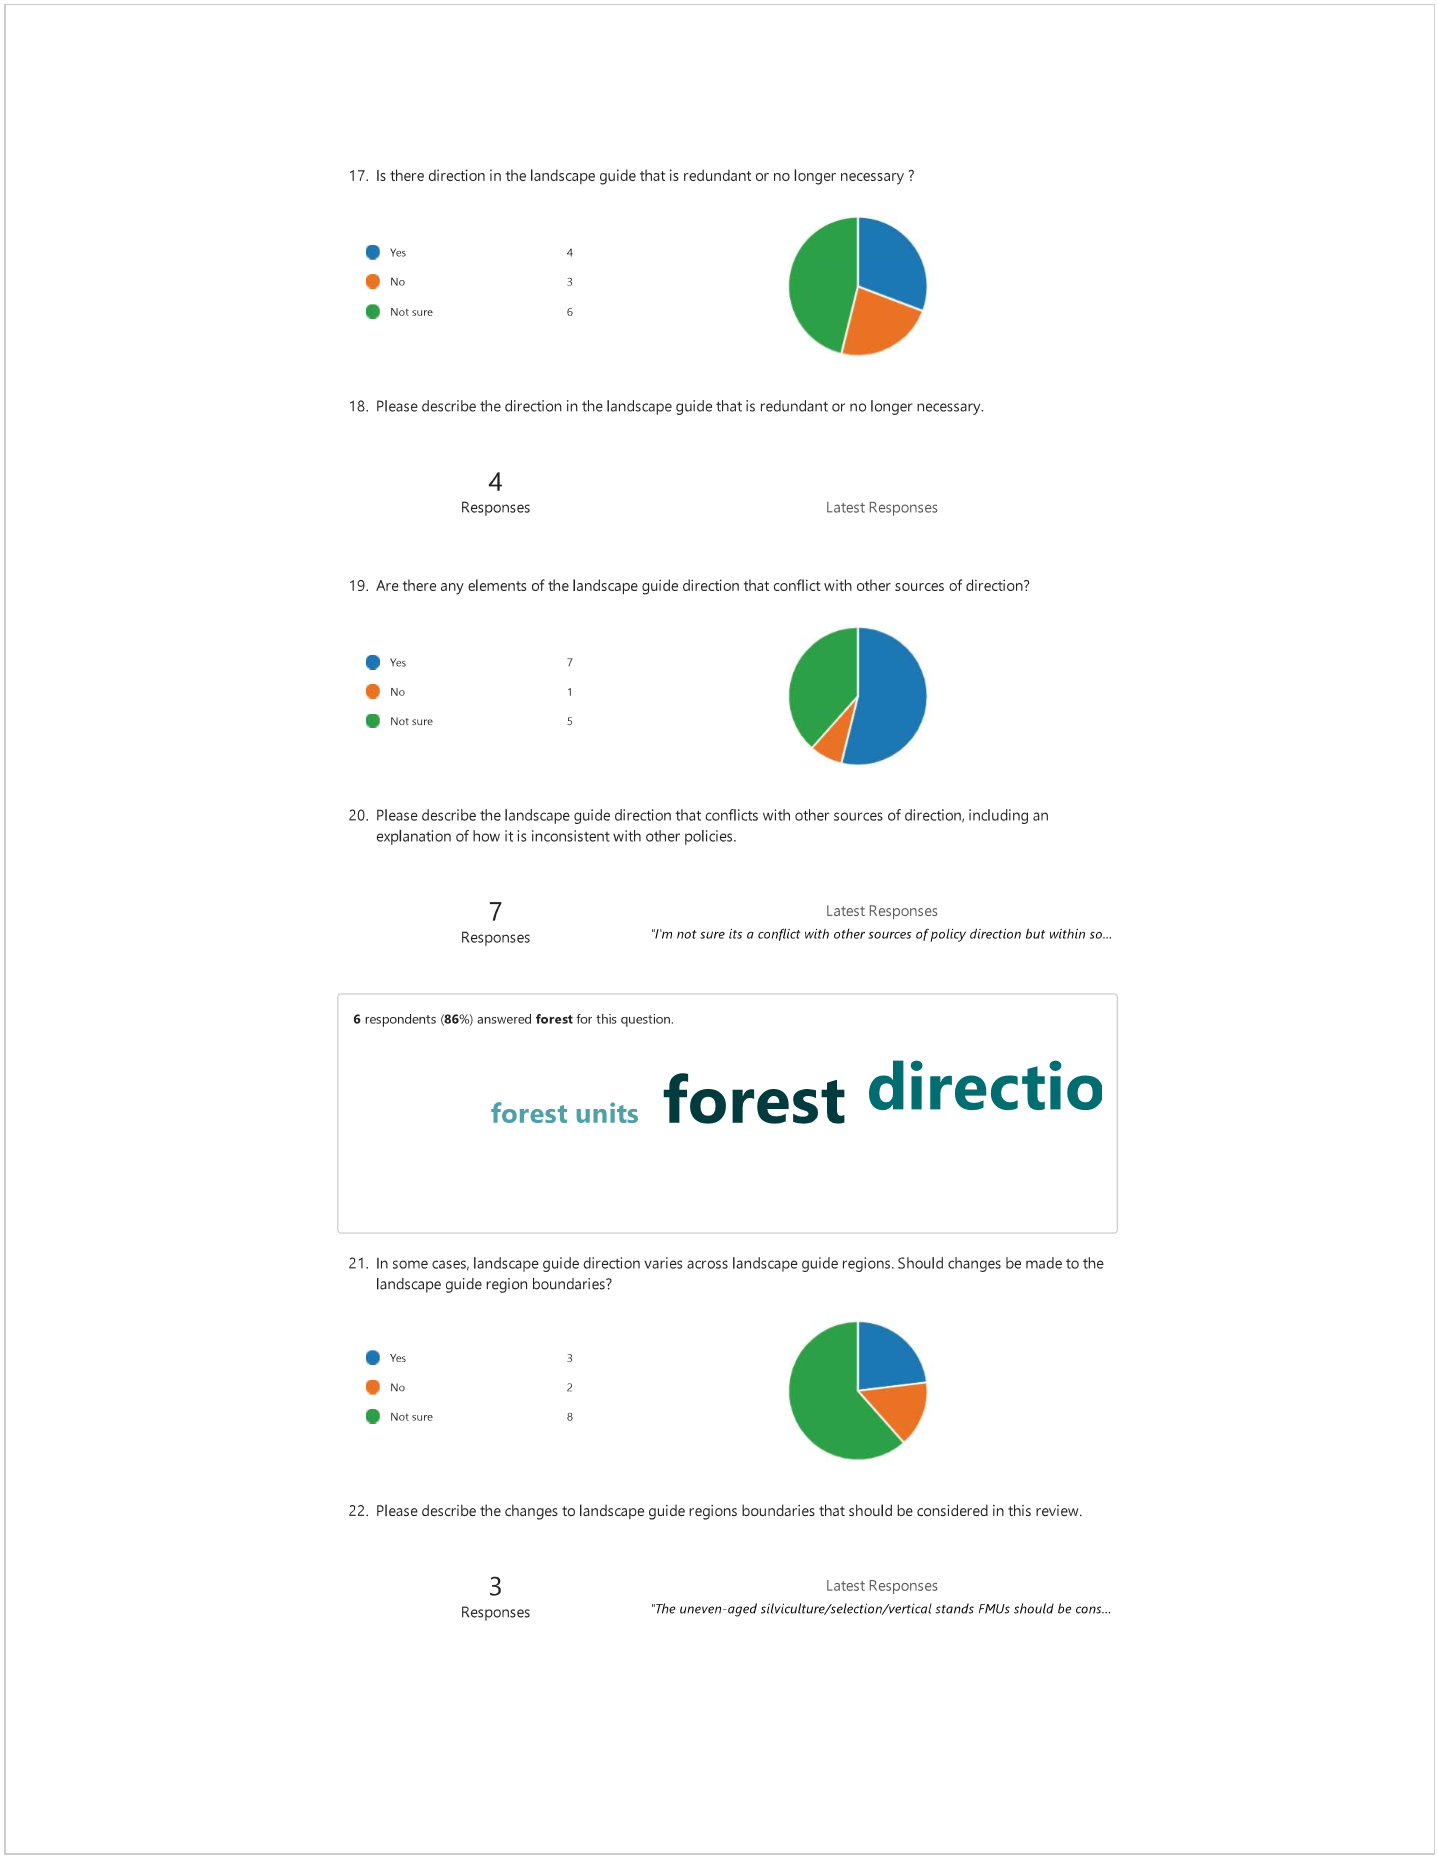 17. Is there direction in the landscape guide that is redundant or no longer necessary ?
Yes 4
No 3
Not sure 6
18. Please describe the direction in the landscape guide that is redundant or no longer necessary.
4
Responses
Latest Responses
19. Are there any elements of the landscape guide direction that conflict with other sources of direction?
Yes 7
No 1
Not sure 5
20. Please describe the landscape guide direction that conflicts with other sources of direction, including an
explanation of how it is inconsistent with other policies.
7
Responses
Latest Responses
"I'm not sure its a conflict with other sources of policy direction but within so...
6 respondents (86%) answered forest for this question.
forest units forest directio
21. In some cases, landscape guide direction varies across landscape guide regions. Should changes be made to the
landscape guide region boundaries?
Yes 3
No 2
Not sure 8
22. Please describe the changes to landscape guide regions boundaries that should be considered in this review.
3
Responses
Latest Responses
"The uneven-aged silviculture/selection/vertical stands FMUs should be cons...